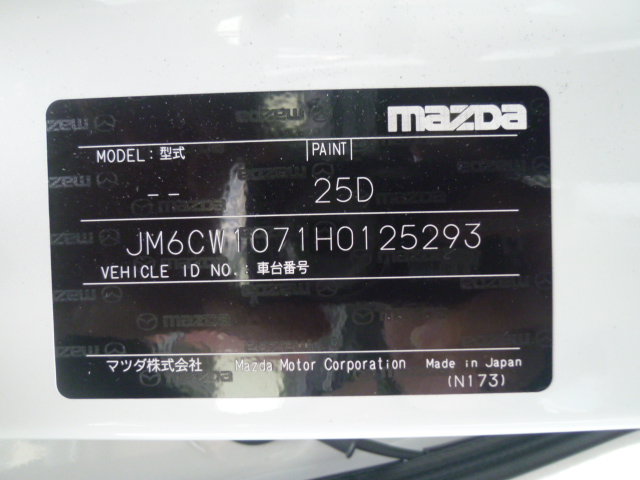 mazda
MODEL : 型式 |PAINT|
-- 25D
JM6CW1071H0125293
VEHICLE ID NO. : 車台番号
マツダ株式会社 Mazda Motor Corporation Made in Japan
(N173)